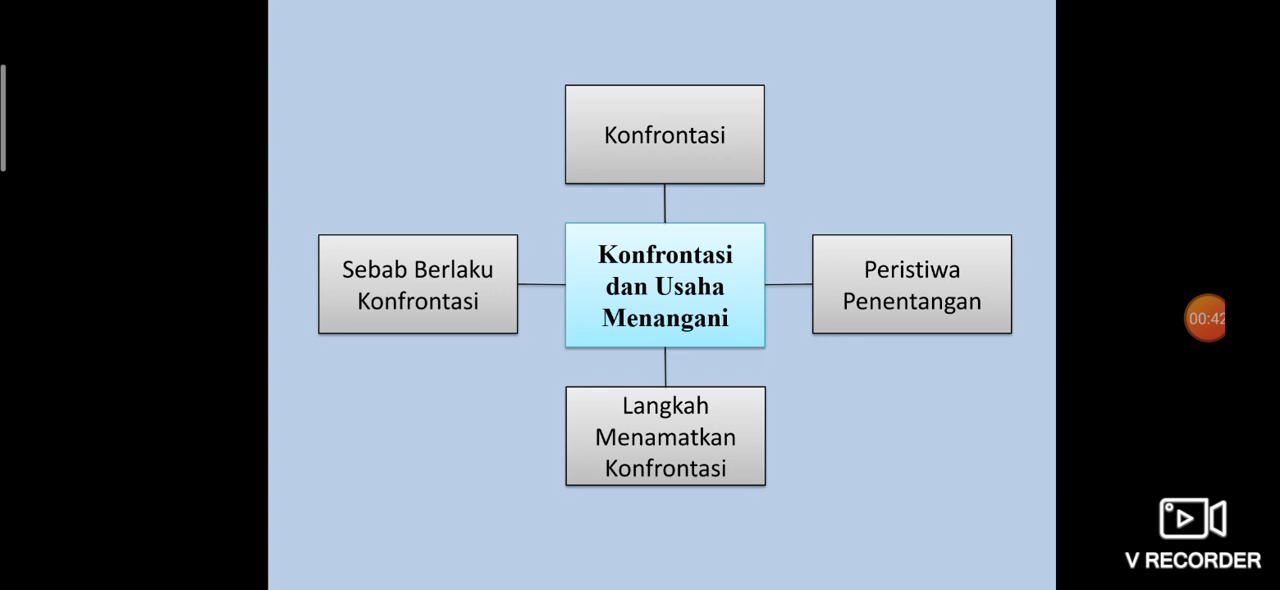 Konfrontasi
Sebab Berlaku
Konfrontasi
Konfrontasi
dan Usaha
Menangani
Peristiwa
Penentangan
Langkah
Menamatkan
Konfrontasi
00:42
V RECORDER